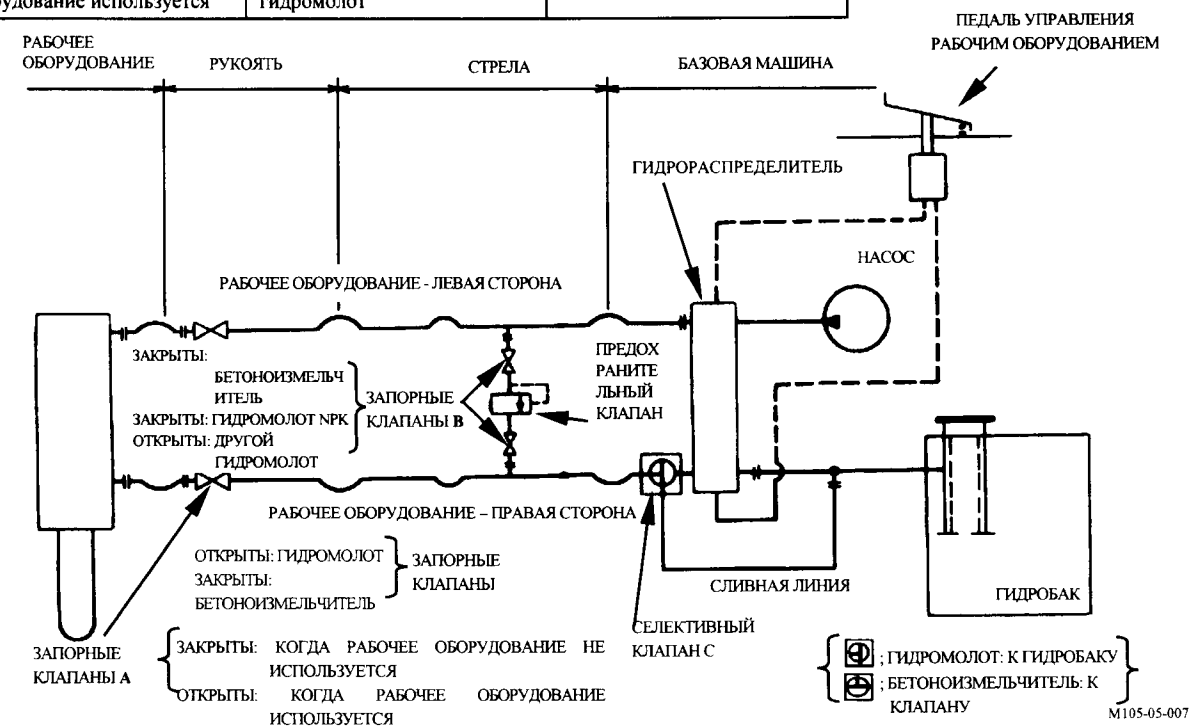 рудование используется
гидромолот
ПЕДАЛЬ УПРАВЛЕНИЯ
РАБОЧИМ ОБОРУДОВАНИЕМ
РАБОЧЕЕ
ОБОРУДОВАНИЕ
РУКОЯТЬ
СТРЕЛА
БАЗОВАЯ МАШИНА
ГИДРОРАСПРЕДЕЛИТЕЛЬ
НАСОС
РАБОЧЕЕ ОБОРУДОВАНИЕ - ЛЕВАЯ СТОРОНА
ЗАКРЫТЫ:
БЕТОНОИЗМЕЛЬЧ
ИТЕЛЬ
ЗАКРЫТЫ: ГИДРОМОЛОТ NPK
ОТКРЫТЫ: ДРУГОЙ
ГИДРОМОЛОТ
ЗАПОРНЫЕ
КЛАПАНЫ В
ПРЕДОХ
РАНИТЕ
ЛЬНЫЙ
КЛАПАН
РАБОЧЕЕ ОБОРУДОВАНИЕ – ПРАВАЯ СТОРОНА
ОТКРЫТЫ: ГИДРОМОЛОТ
ЗАКРЫТЫ:
БЕТОНОИЗМЕЛЬЧИТЕЛЬ
ЗАПОРНЫЕ
КЛАПАНЫ
СЛИВНАЯ ЛИНИЯ
ГИДРОБАК
СЕЛЕКТИВНЫЙ
КЛАПАН С
ЗАПОРНЫЕ
КЛАПАНЫ А
ЗАКРЫТЫ: КОГДА РАБОЧЕЕ ОБОРУДОВАНИЕ НЕ
ИСПОЛЬЗУЕТСЯ
ОТКРЫТЫ: КОГДА РАБОЧЕЕ ОБОРУДОВАНИЕ
ИСПОЛЬЗУЕТСЯ
; ГИДРОМОЛОТ: К ГИДРОБАКУ
; БЕТОНОИЗМЕЛЬЧИТЕЛЬ: К
КЛАПАНУ
M105-05-007